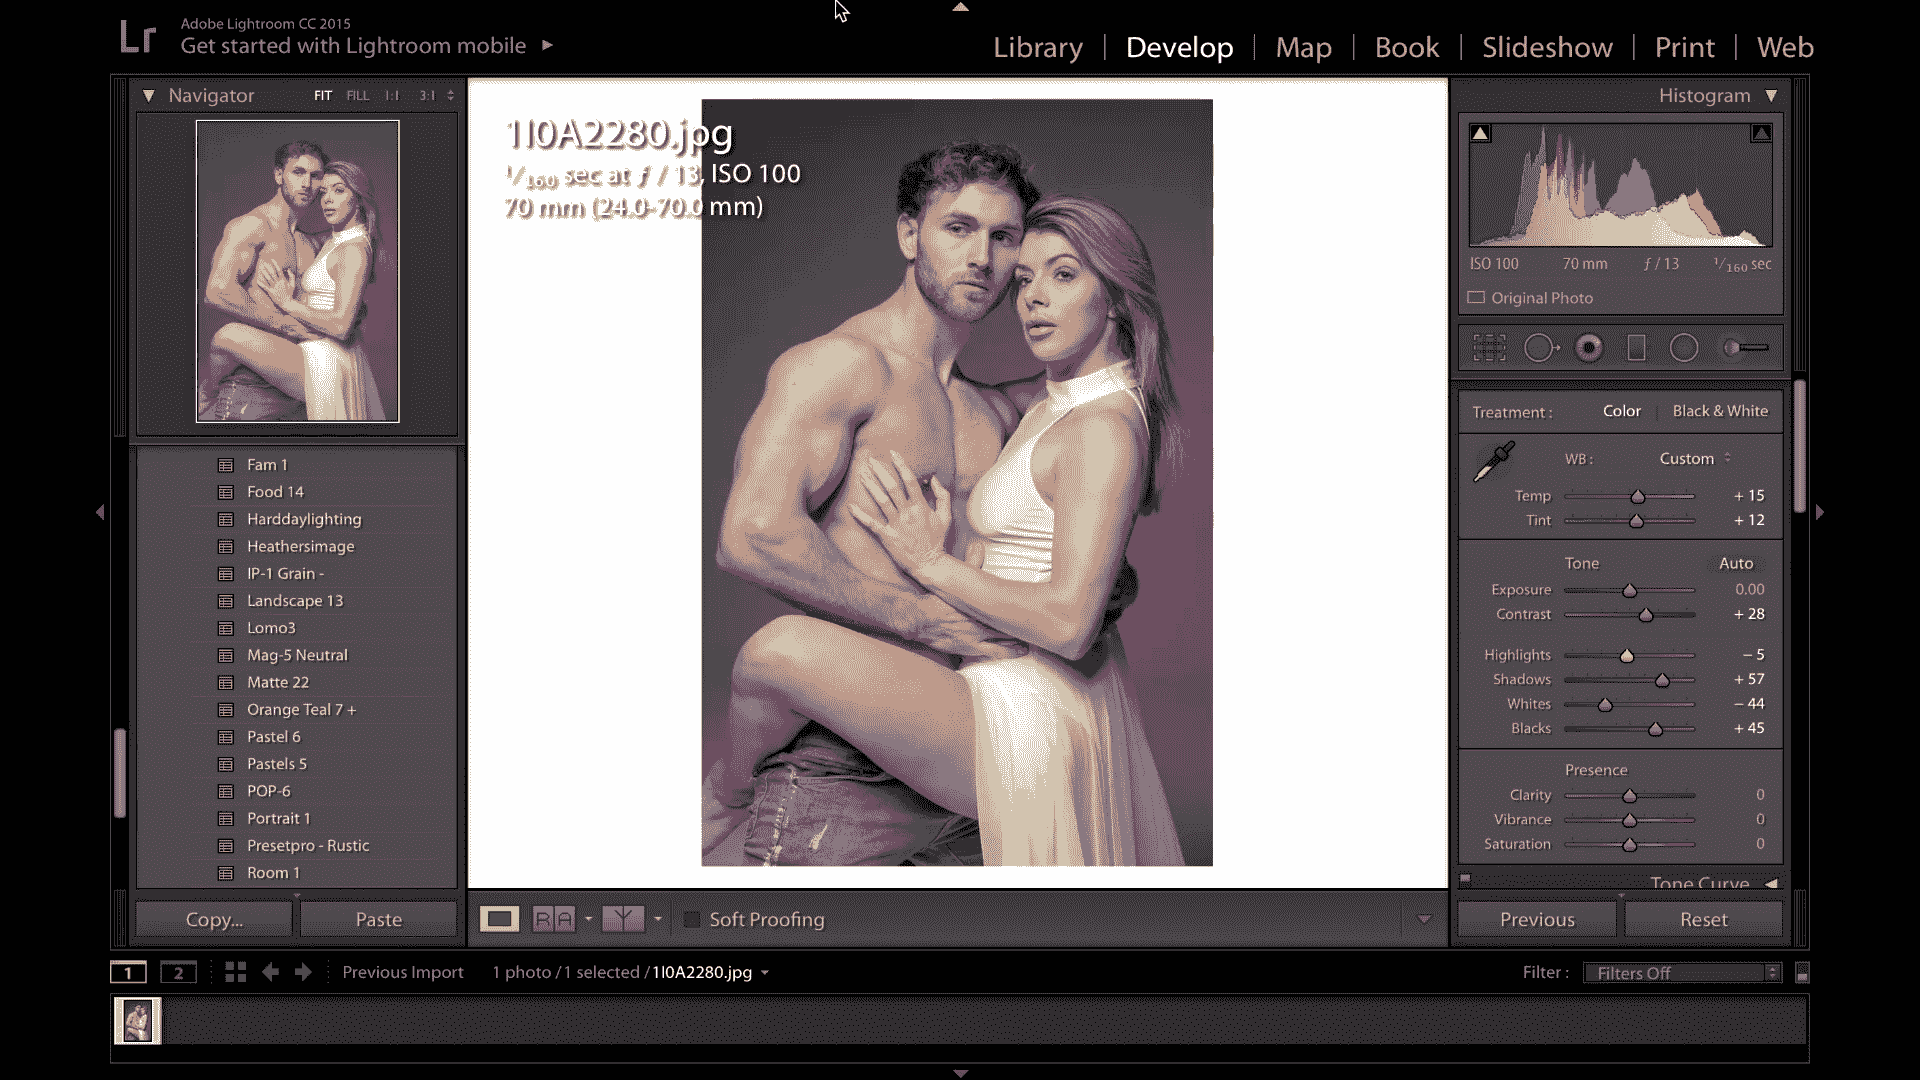 Lr
Adobe Lightroom CC 2015
Get started with Lightroom mobile
Library | Develop | Map | Book | Slideshow | Print | Web
Navigator FIT FILL 1:1 3:1
Fam 1
Food 14
Harddaylighting
Heathersimage
IP-1 Grain -
Landscape 13
Lomo3
Mag-5 Neutral
Matte 22
Orange Teal 7 +
Pastel 6
Pastels 5
POP-6
Portrait 1
Presetpro - Rustic
Room 1
Copy... Paste
1I0A2280.jpg
1/160 sec at ƒ / 13, ISO 100
70 mm (24.0-70.0 mm)
R A Y Soft Proofing
Histogram
ISO 100 70 mm ƒ / 13 1/160 sec
Original Photo
Treatment : Color | Black & White
WB : Custom
Temp + 15
Tint + 12
Tone Auto
Exposure 0.00
Contrast + 28
Highlights − 5
Shadows + 57
Whites − 44
Blacks + 45
Presence
Clarity 0
Vibrance 0
Saturation 0
Tone Curve
Previous Reset
1 2 Previous Import 1 photo / 1 selected / 1I0A2280.jpg Filter : Filters Off